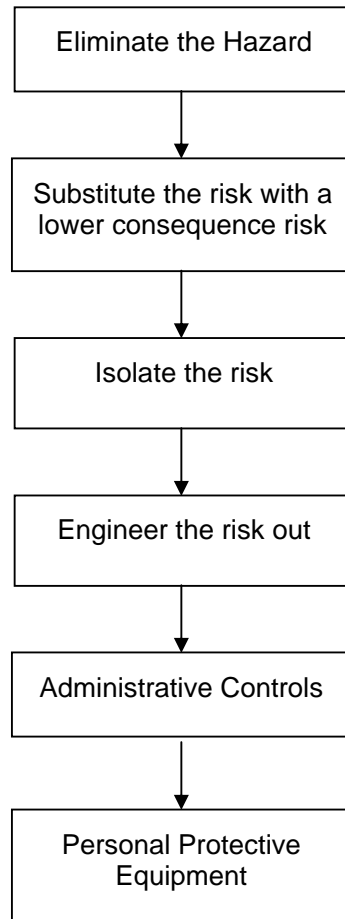 Eliminate the Hazard
Substitute the risk with a
lower consequence risk
Isolate the risk
Engineer the risk out
Administrative Controls
Personal Protective
Equipment